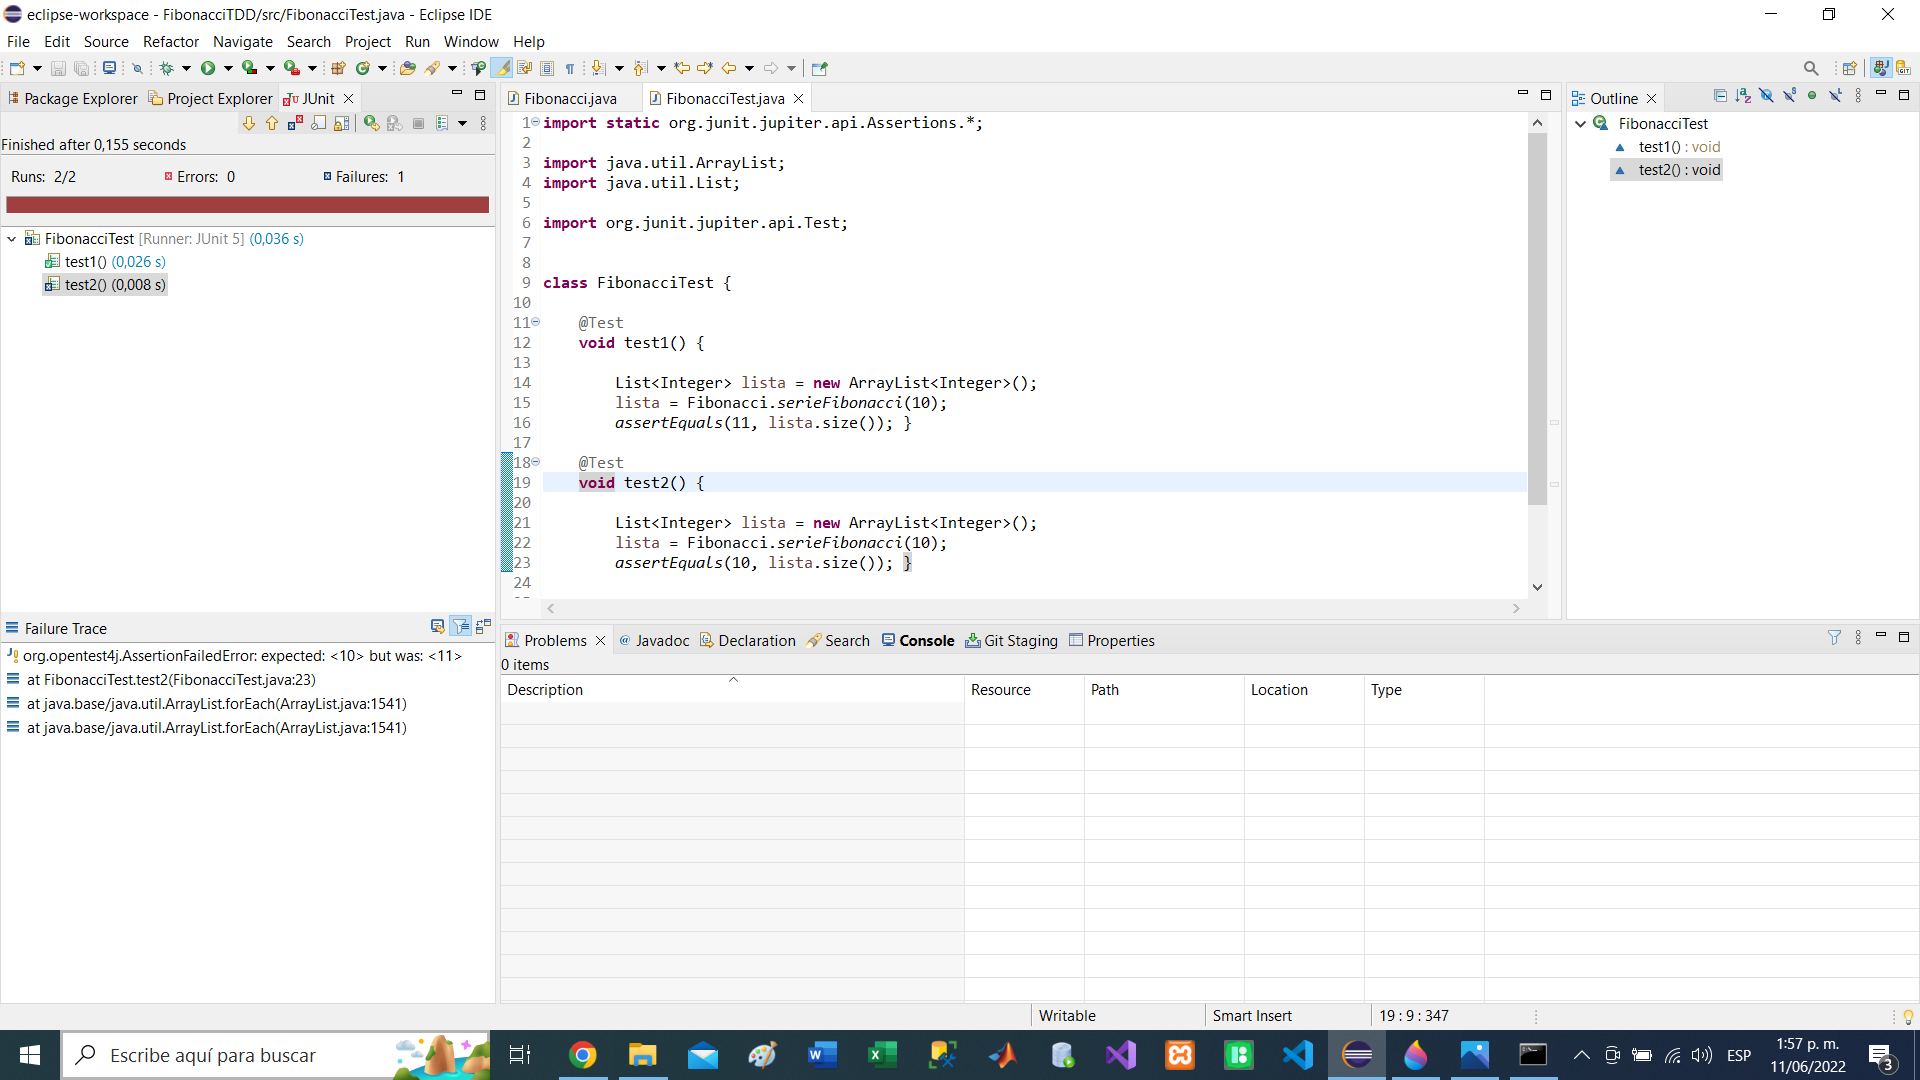 eclipse-workspace - FibonacciTDD/src/FibonacciTest.java - Eclipse IDE
File Edit Source Refactor Navigate Search Project Run Window Help
Package Explorer Project Explorer JUnit
Finished after 0,155 seconds
Runs: 2/2 Errors: 0 Failures: 1
FibonacciTest [Runner: JUnit 5] (0,036 s)
test1() (0,026 s)
test2() (0,008 s)
Failure Trace
org.opentest4j.AssertionFailedError: expected: <10> but was: <11>
at FibonacciTest.test2(FibonacciTest.java:23)
at java.base/java.util.ArrayList.forEach(ArrayList.java:1541)
at java.base/java.util.ArrayList.forEach(ArrayList.java:1541)
Fibonacci.java FibonacciTest.java
1 import static org.junit.jupiter.api.Assertions.*;
2
3 import java.util.ArrayList;
4 import java.util.List;
5
6 import org.junit.jupiter.api.Test;
7
8
9 class FibonacciTest {
10
11 @Test
12 void test1() {
13
14 List<Integer> lista = new ArrayList<Integer>();
15 lista = Fibonacci.serieFibonacci(10);
16 assertEquals(11, lista.size()); }
17
18 @Test
19 void test2() {
20
21 List<Integer> lista = new ArrayList<Integer>();
22 lista = Fibonacci.serieFibonacci(10);
23 assertEquals(10, lista.size()); }
24
Outline
FibonacciTest
test1() : void
test2() : void
Problems @ Javadoc Declaration Search Console Git Staging Properties
0 items
Description Resource Path Location Type
Writable Smart Insert 19 : 9 : 347
Escribe aquí para buscar
ESP
1:57 p. m.
11/06/2022
3